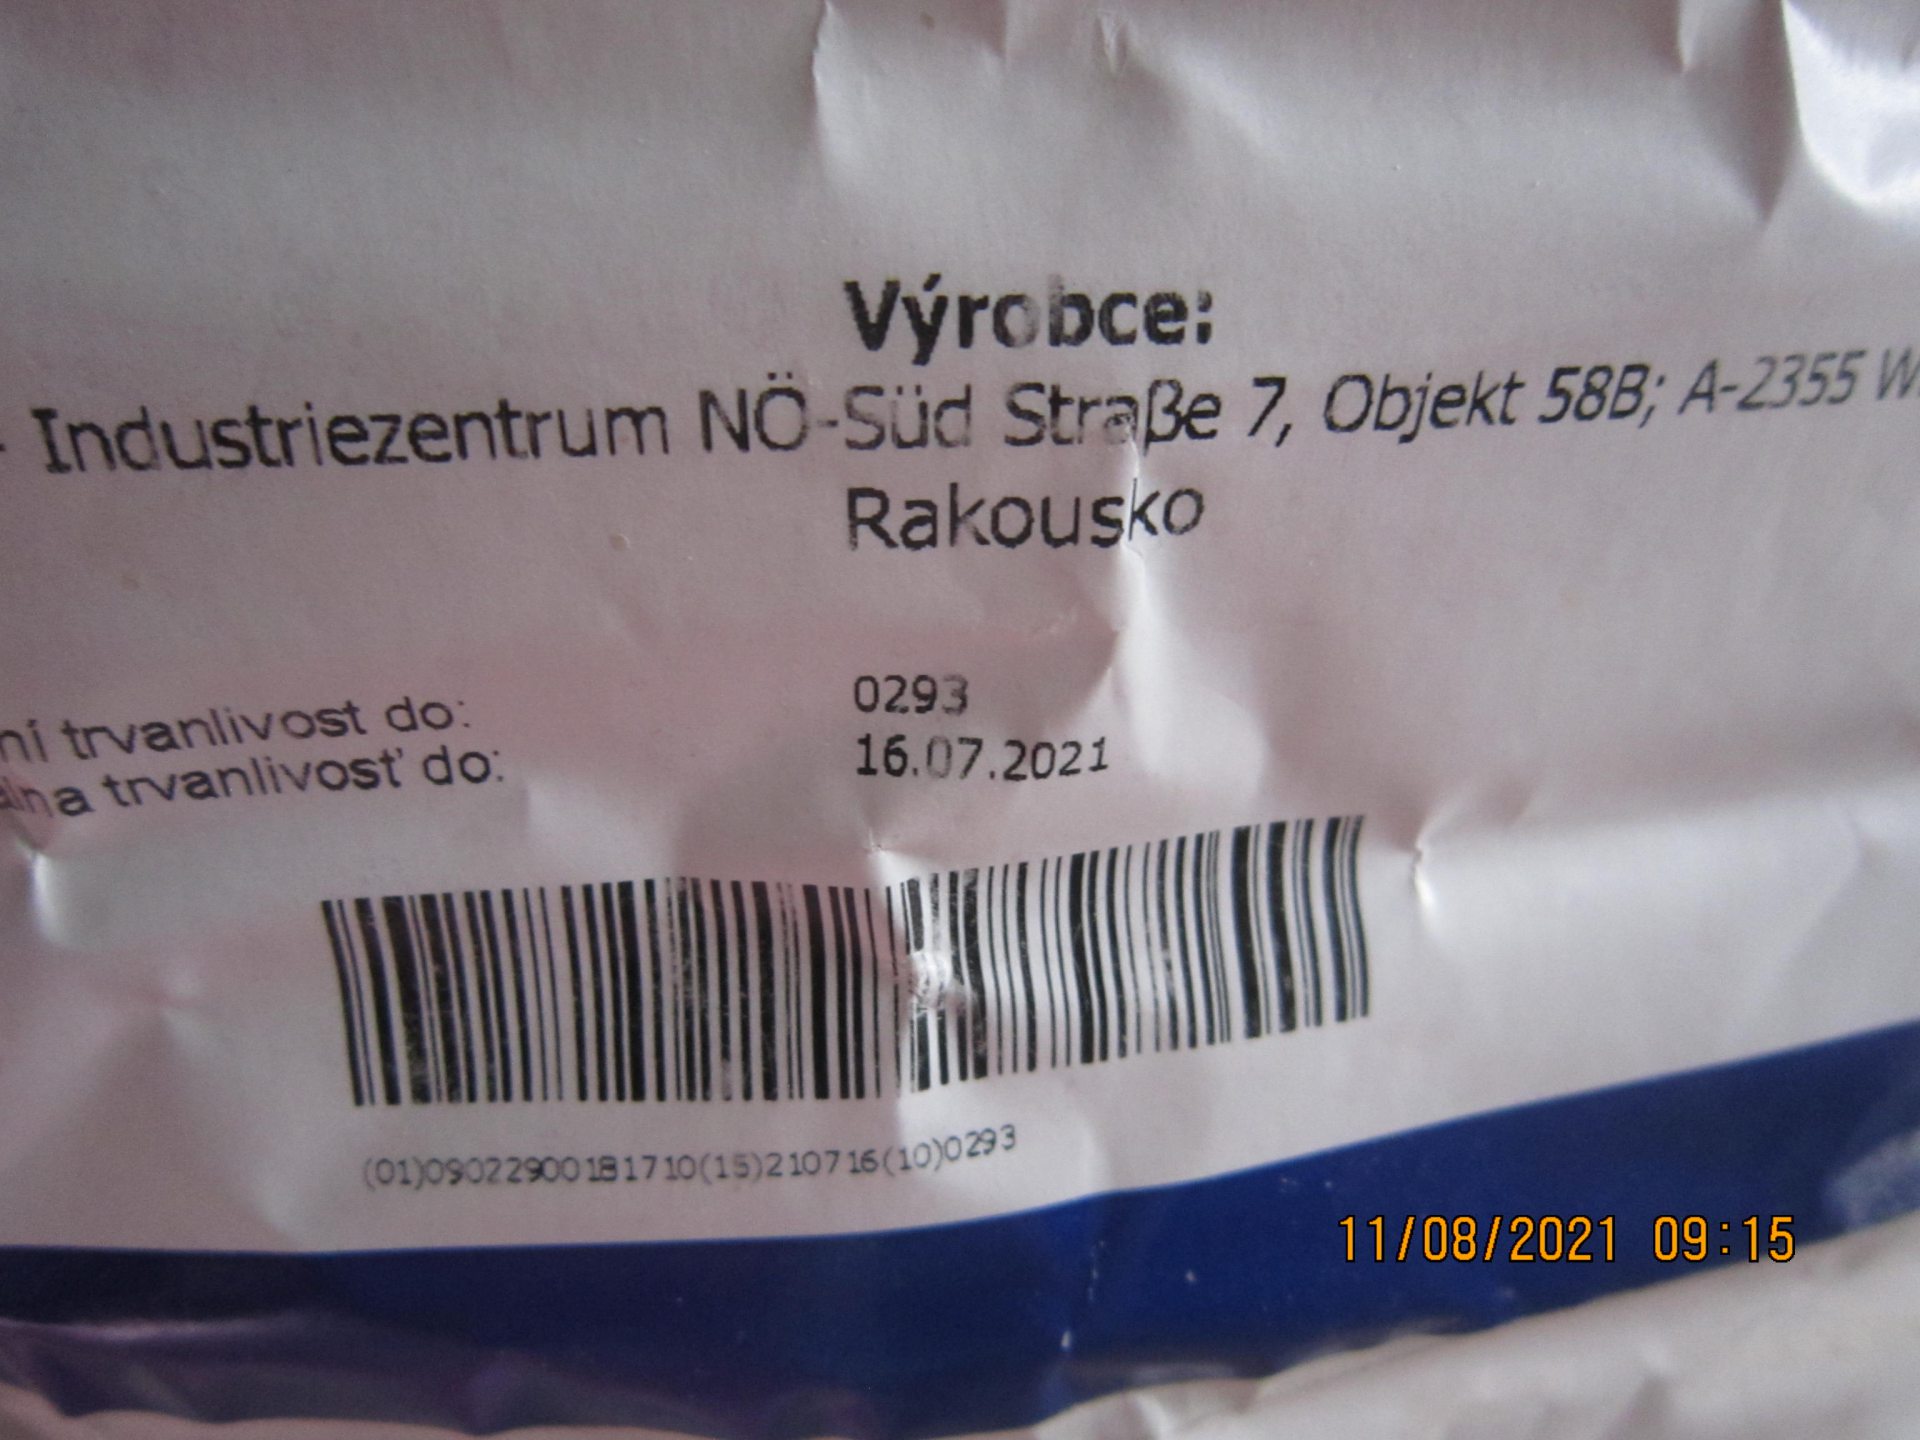 Výrobce:
- Industriezentrum NÖ-Süd Straße 7, Objekt 58B; A-2355
Rakousko
0293
trvanlivost do:
16.07.2021
trvanlivosť do:
(01)09022900181710(15)210716(10)0293
11/08/2021 09:15